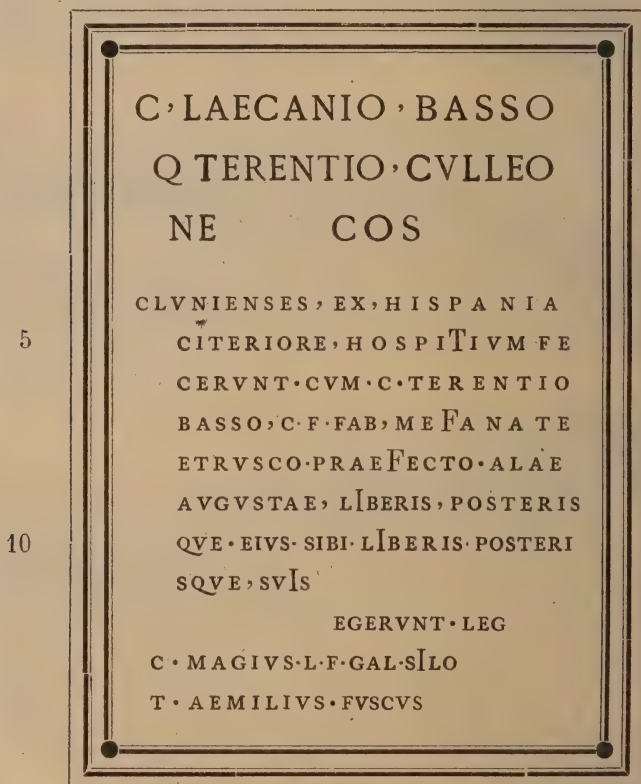 C, LAECANIO, BASSO
Q TERENTIO, CVLLEO
NE COS
CLVNIENSES, EX, HISPANIA
5 CITERIORE, HOSPITIVM FE
CERVNT·CVM·C·TERENTIO
BASSO, C·F·FAB, MEFANATE
ETRVSCO·PRAEFECTO·ALAE
AVGVSTAE, LIBERIS, POSTERIS
10 QVE·EIVS·SIBI·LIBERIS·POSTERI
SQVE, SVIS
EGERVNT·LEG
C·MAGIVS·L·F·GAL·SILO
T·AEMILIVS·FVSCVS